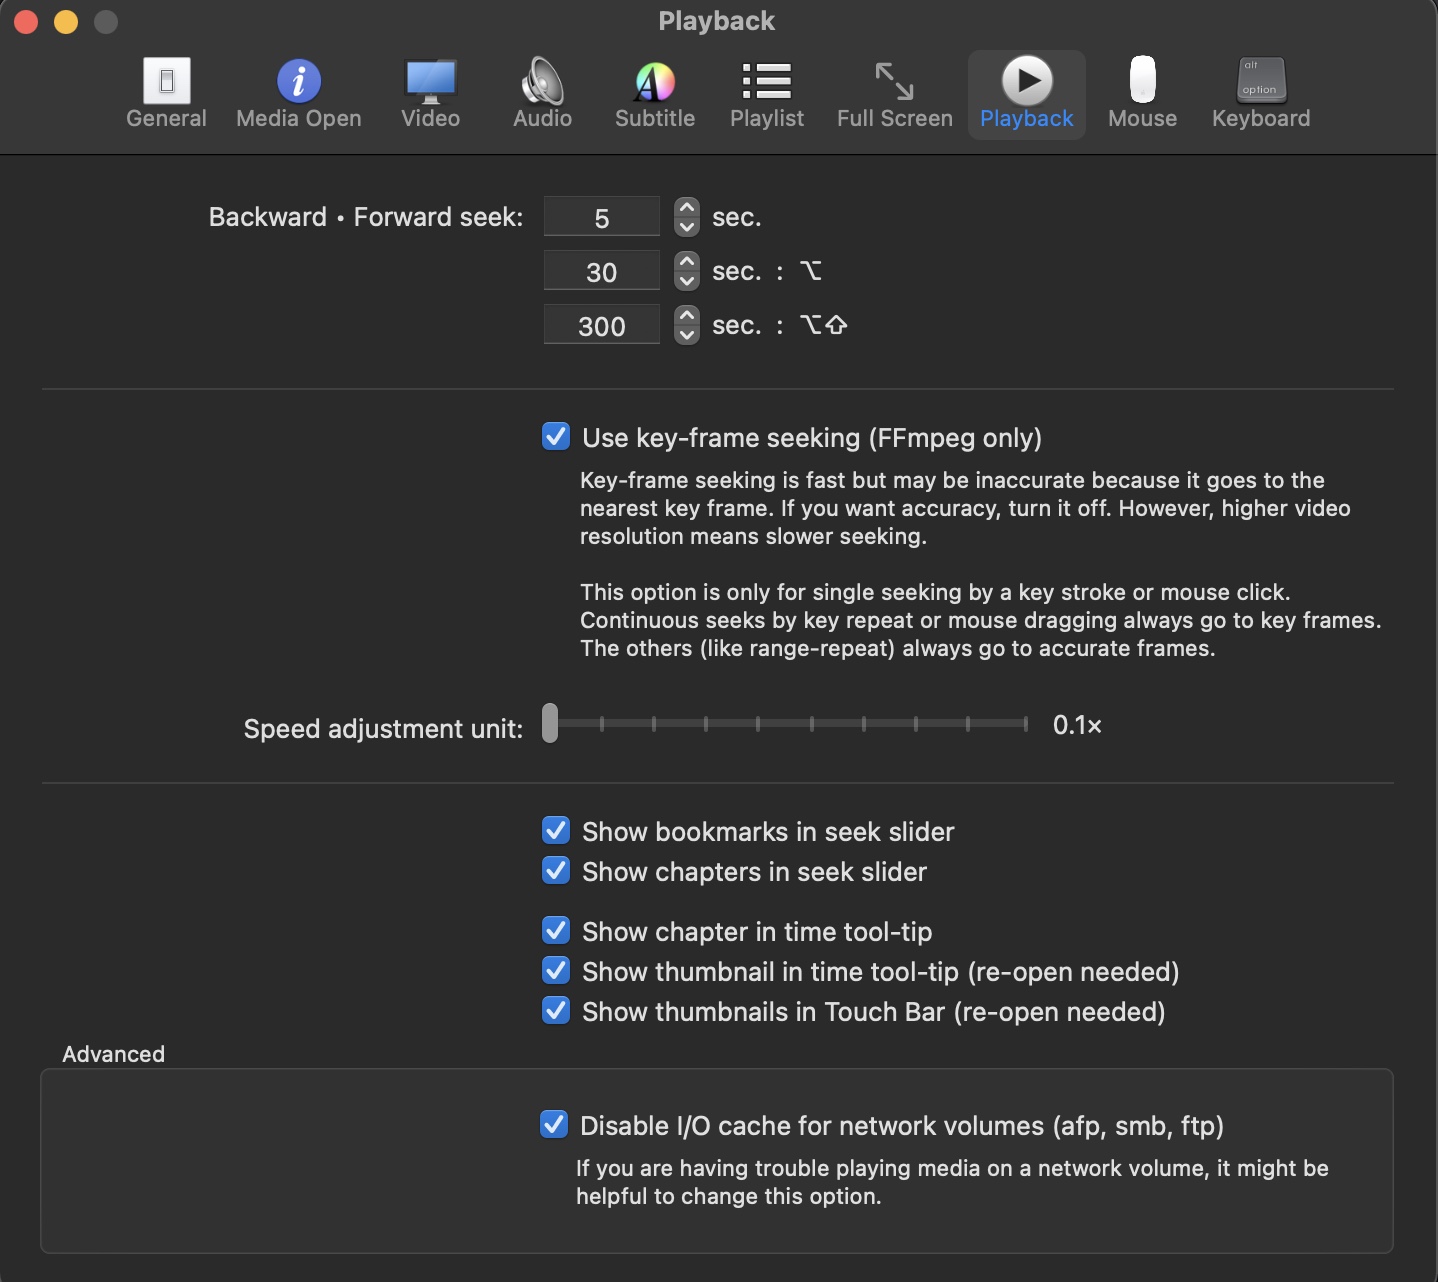 Playback
General Media Open Video Audio Subtitle Playlist Full Screen Playback Mouse Keyboard
alt
option
Backward • Forward seek: 5 sec.
30 sec. : ⌥
300 sec. : ⌥⇧
Use key-frame seeking (FFmpeg only)
Key-frame seeking is fast but may be inaccurate because it goes to the
nearest key frame. If you want accuracy, turn it off. However, higher video
resolution means slower seeking.
This option is only for single seeking by a key stroke or mouse click.
Continuous seeks by key repeat or mouse dragging always go to key frames.
The others (like range-repeat) always go to accurate frames.
Speed adjustment unit: 0.1×
Show bookmarks in seek slider
Show chapters in seek slider
Show chapter in time tool-tip
Show thumbnail in time tool-tip (re-open needed)
Show thumbnails in Touch Bar (re-open needed)
Advanced
Disable I/O cache for network volumes (afp, smb, ftp)
If you are having trouble playing media on a network volume, it might be
helpful to change this option.